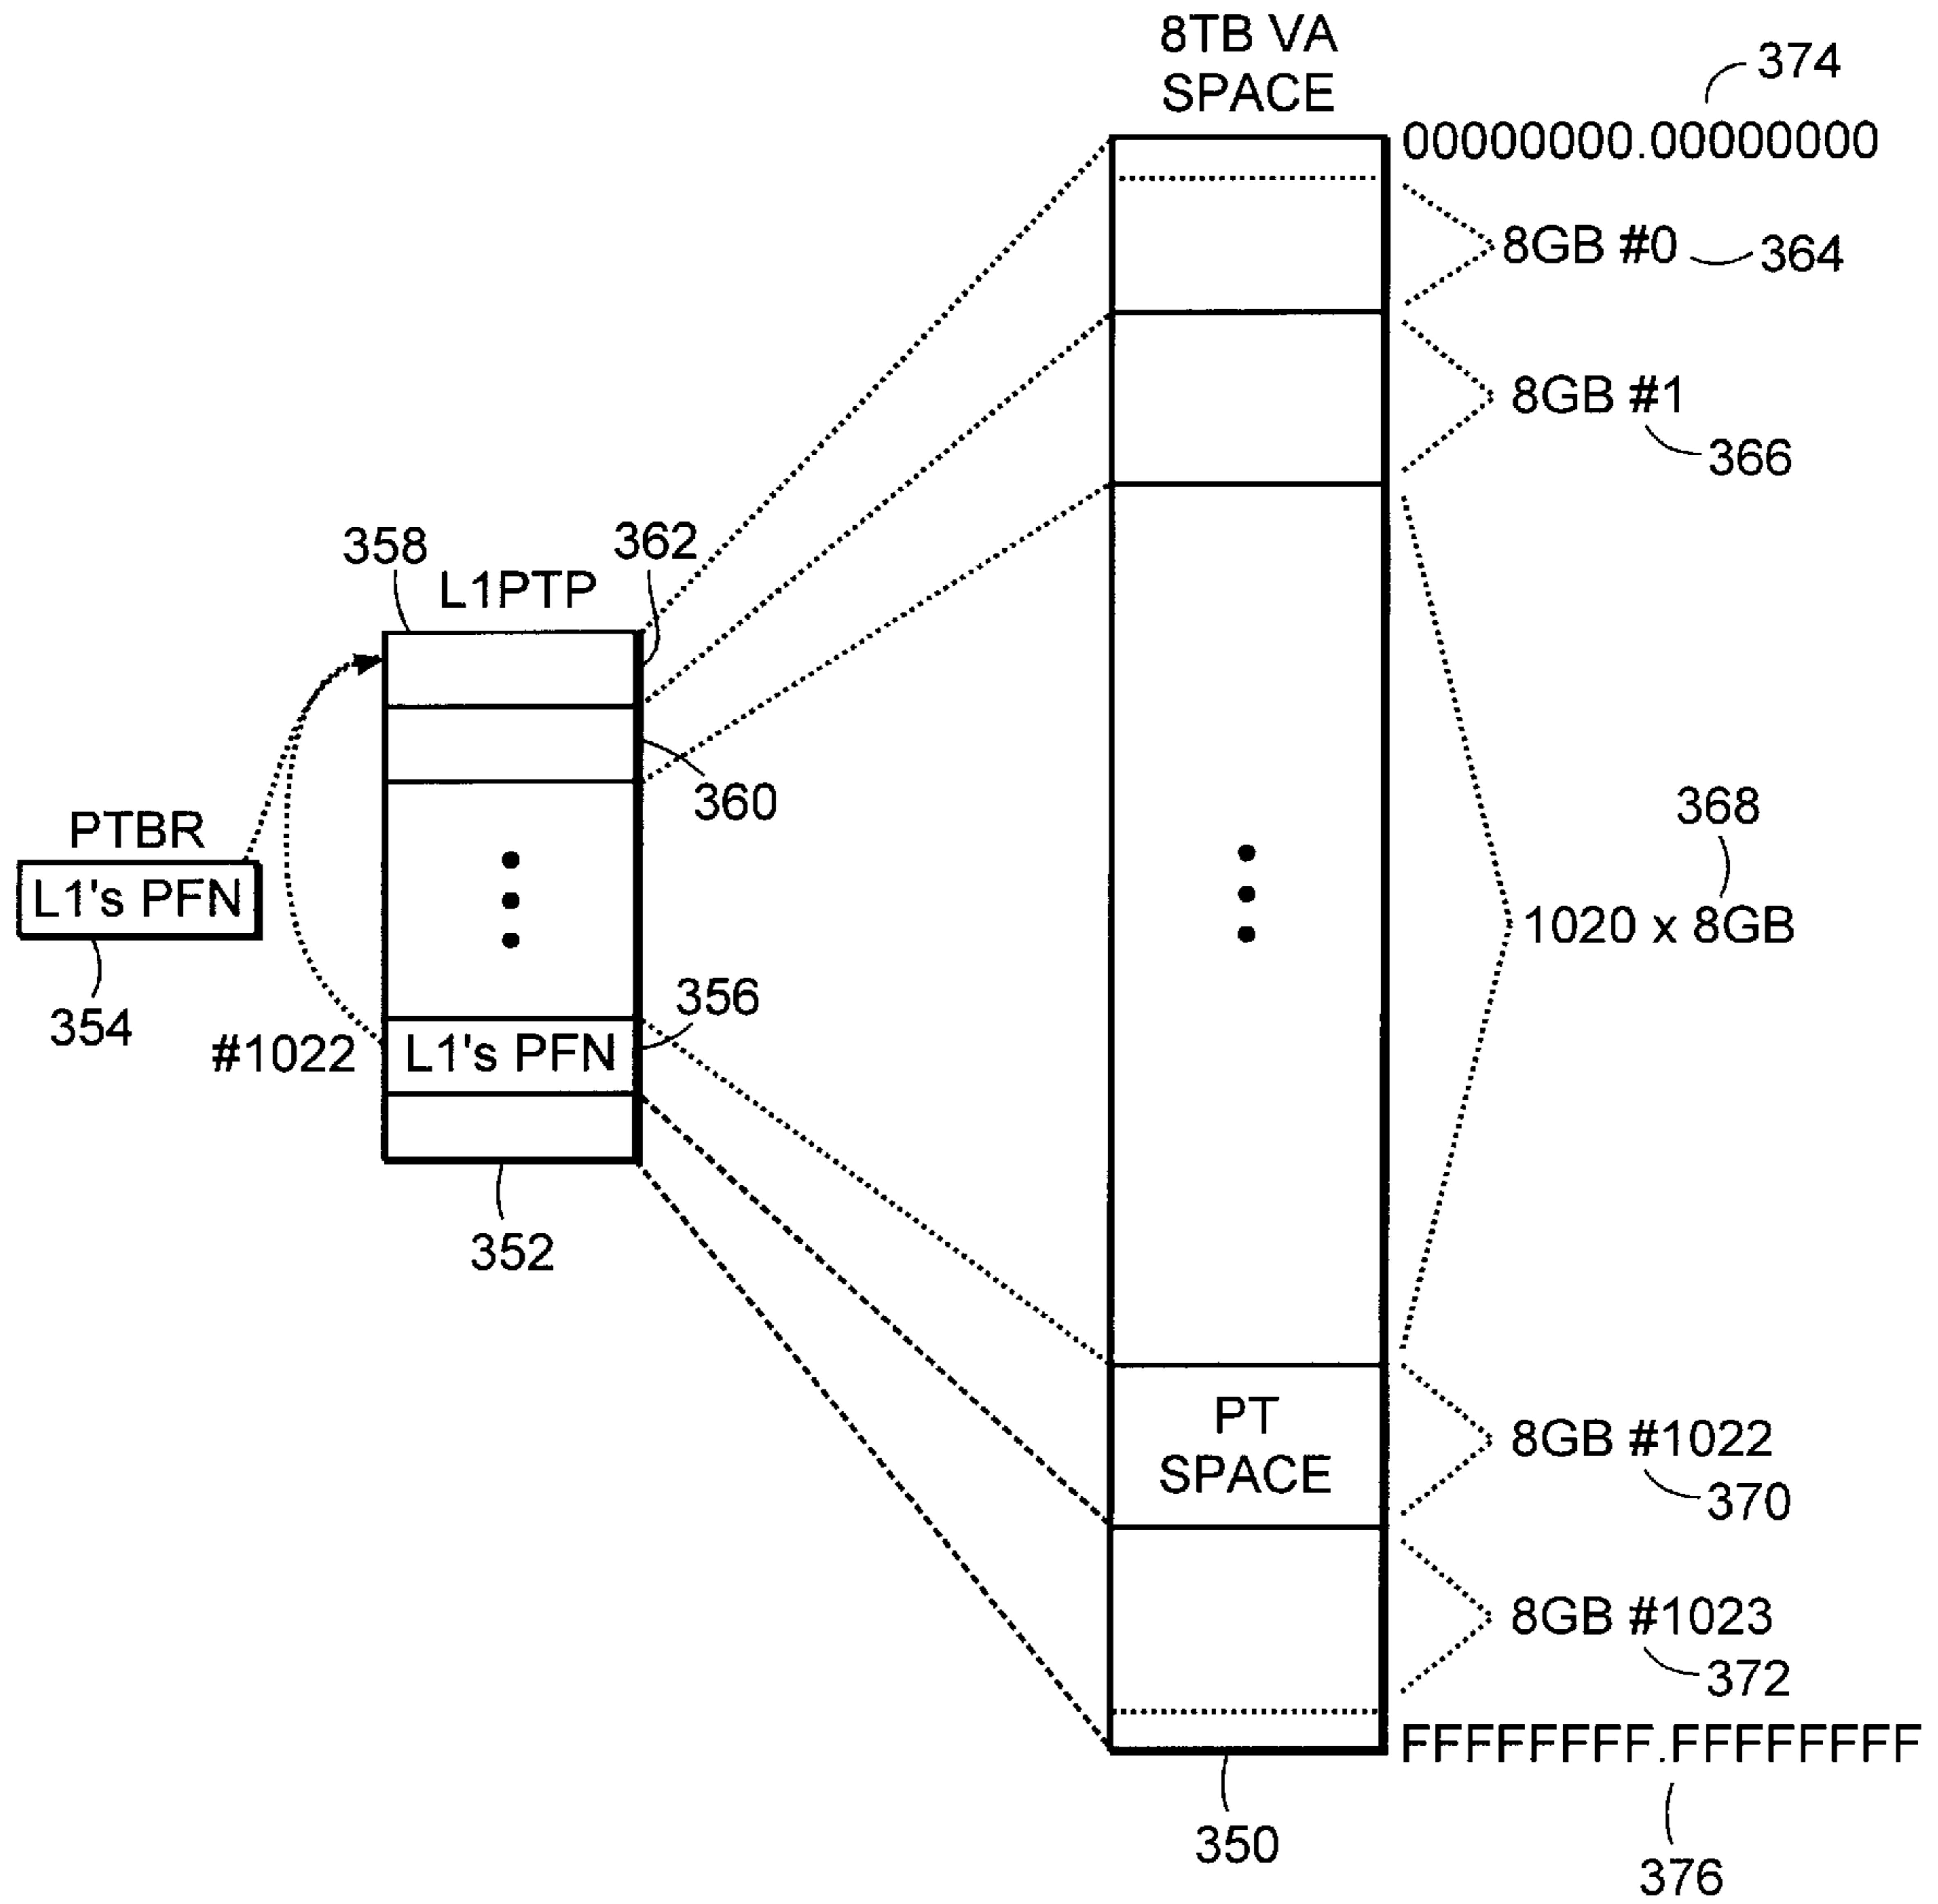 8TB VA
SPACE
374
00000000.00000000
8GB #0
364
8GB #1
366
358
362
L1PTP
360
368
PTBR
L1's PFN
1020 x 8GB
354
356
#1022
L1's PFN
352
PT
SPACE
8GB #1022
370
8GB #1023
372
FFFFFFFF.FFFFFFFF
350
376